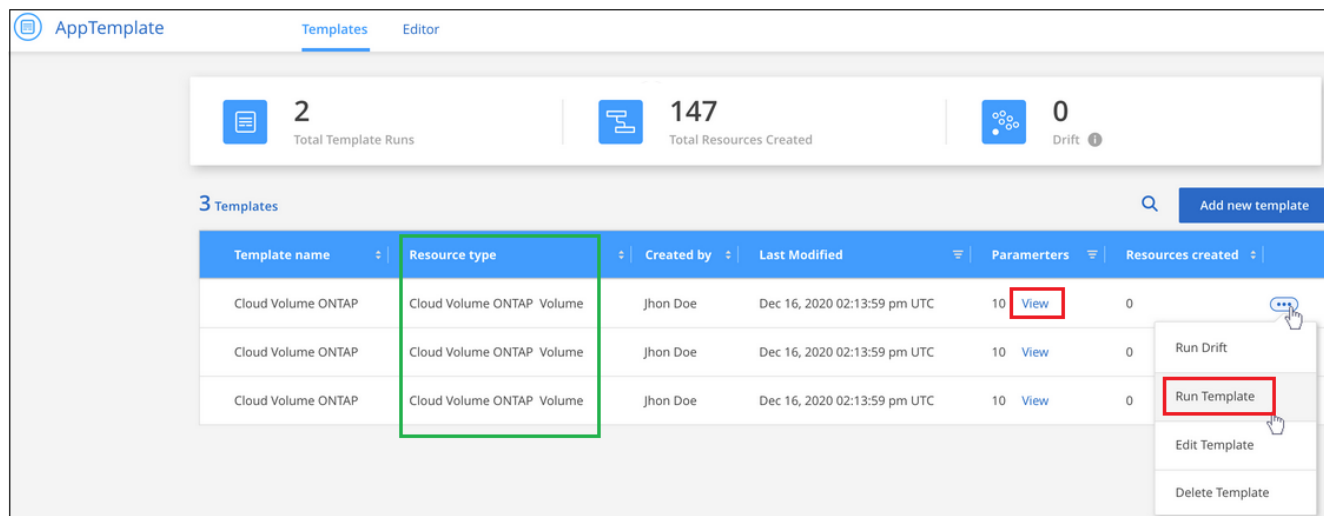 AppTemplate Templates Editor
2 147 0
Total Template Runs Total Resources Created Drift i
3 Templates Add new template
Template name Resource type Created by Last Modified Paramerters Resources created
Cloud Volume ONTAP Cloud Volume ONTAP Volume Jhon Doe Dec 16, 2020 02:13:59 pm UTC 10 View 0
Run Drift
Cloud Volume ONTAP Cloud Volume ONTAP Volume Jhon Doe Dec 16, 2020 02:13:59 pm UTC 10 View 0
Run Template
Cloud Volume ONTAP Cloud Volume ONTAP Volume Jhon Doe Dec 16, 2020 02:13:59 pm UTC 10 View 0
Edit Template
Delete Template